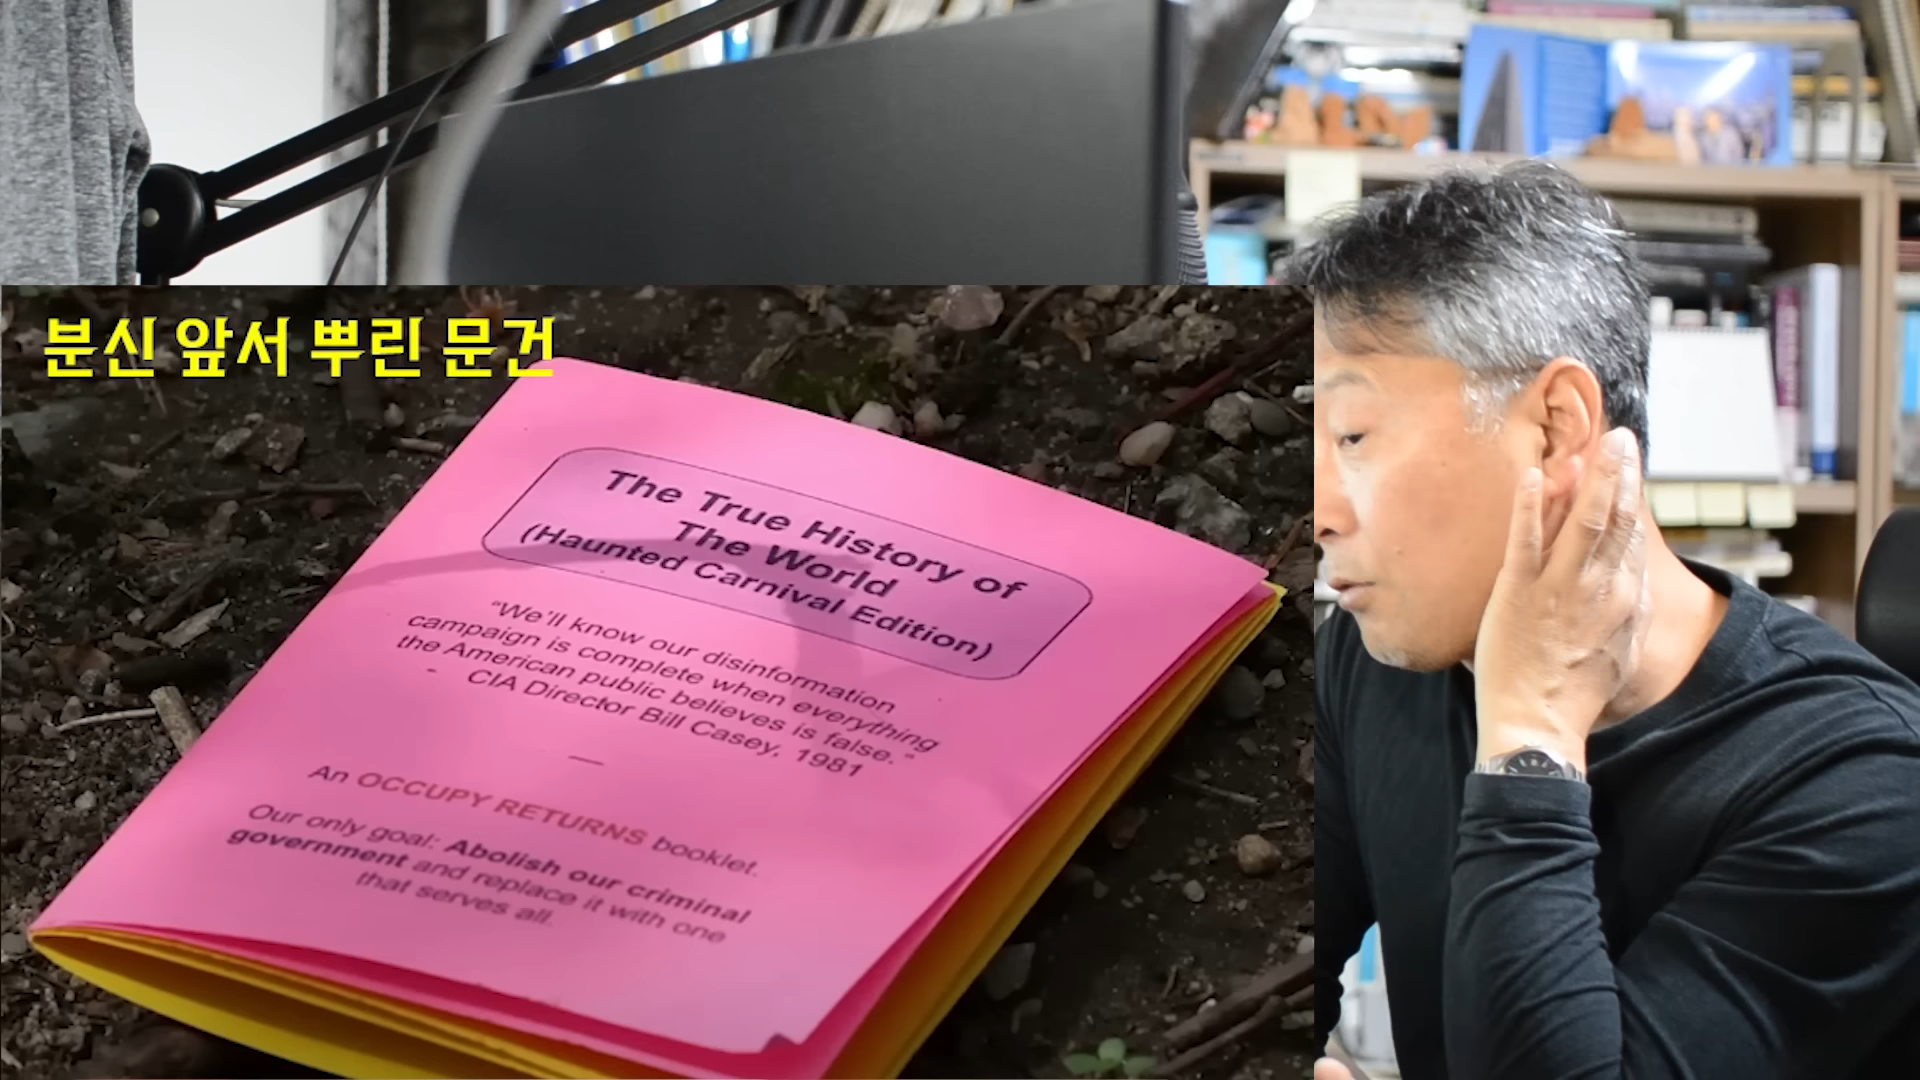 분신 앞서 뿌린 문건
The True History of
The World
(Haunted Carnival Edition)
"We'll know our disinformation
campaign is complete when everything
the American public believes is false."
- CIA Director Bill Casey, 1981
—
An OCCUPY RETURNS booklet.
Our only goal: Abolish our criminal
government and replace it with one
that serves all.